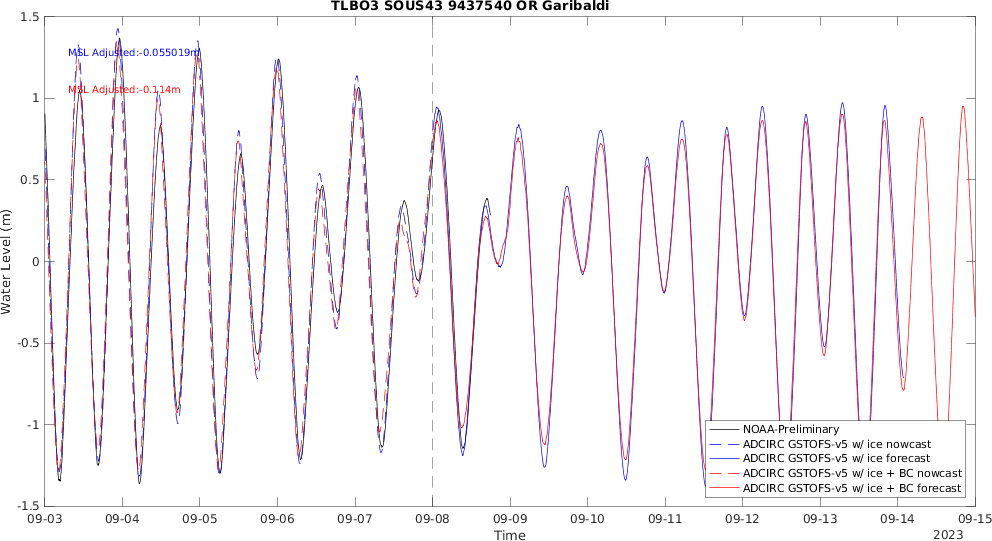 TLBO3 SOUS43 9437540 OR Garibaldi
MSL Adjusted:-0.055019m
MSL Adjusted:-0.114m
Water Level (m)
1.5
1
0.5
0
-0.5
-1
-1.5
NOAA-Preliminary
ADCIRC GSTOFS-v5 w/ ice nowcast
ADCIRC GSTOFS-v5 w/ ice forecast
ADCIRC GSTOFS-v5 w/ ice + BC nowcast
ADCIRC GSTOFS-v5 w/ ice + BC forecast
09-03 09-04 09-05 09-06 09-07 09-08 09-09 09-10 09-11 09-12 09-13 09-14 09-15
Time
2023